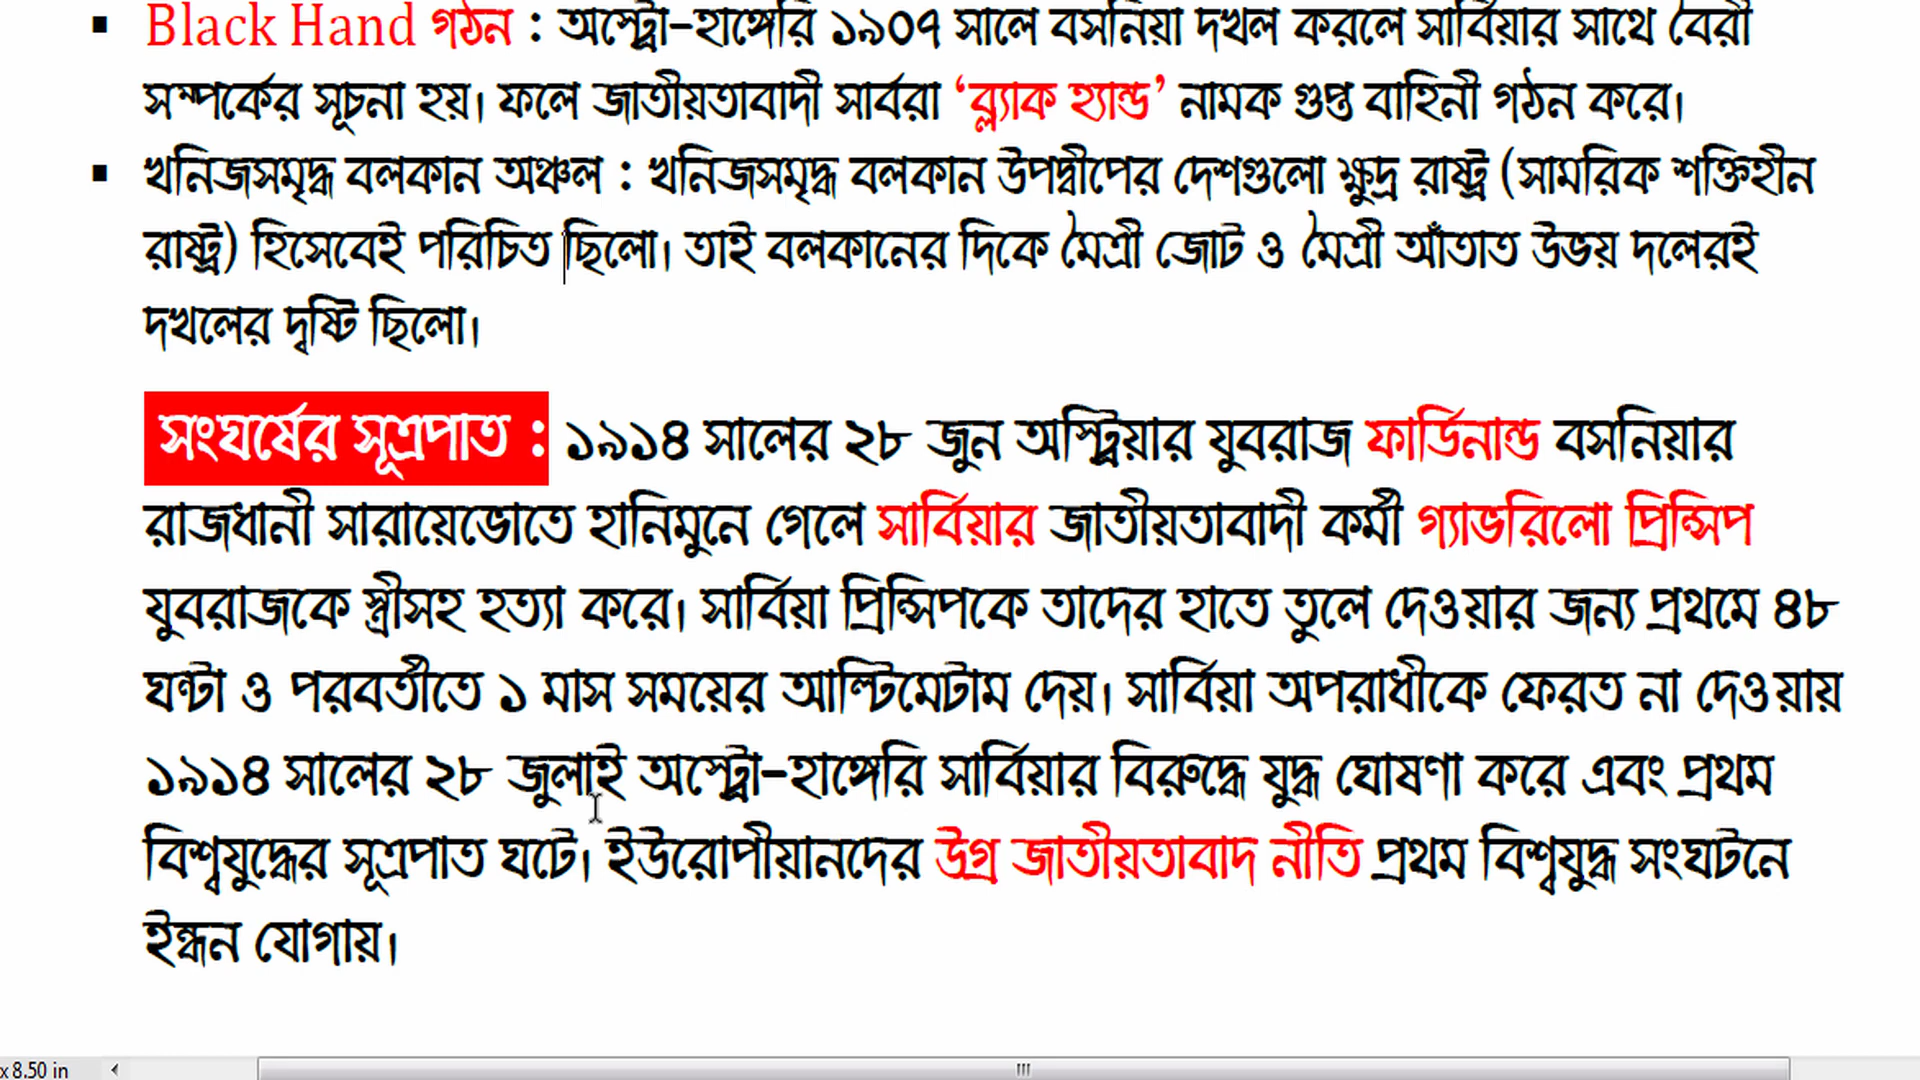 ▪ Black Hand গঠন : অস্ট্রো-হাঙ্গেরি ১৯০৭ সালে বসনিয়া দখল করলে সার্বিয়ার সাথে বৈরী
সম্পর্কের সূচনা হয়। ফলে জাতীয়তাবাদী সার্বরা ‘ব্ল্যাক হ্যান্ড’ নামক গুপ্ত বাহিনী গঠন করে।
▪ খনিজসমৃদ্ধ বলকান অঞ্চল : খনিজসমৃদ্ধ বলকান উপদ্বীপের দেশগুলো ক্ষুদ্র রাষ্ট্র (সামরিক শক্তিহীন
রাষ্ট্র) হিসেবেই পরিচিত ছিলো। তাই বলকানের দিকে মৈত্রী জোট ও মৈত্রী আঁতাত উভয় দলেরই
দখলের দৃষ্টি ছিলো।
সংঘর্ষের সূত্রপাত : ১৯১৪ সালের ২৮ জুন অস্ট্রিয়ার যুবরাজ ফার্ডিনান্ড বসনিয়ার
রাজধানী সারায়েভোতে হানিমুনে গেলে সার্বিয়ার জাতীয়তাবাদী কর্মী গ্যাভরিলো প্রিন্সিপ
যুবরাজকে স্ত্রীসহ হত্যা করে। সার্বিয়া প্রিন্সিপকে তাদের হাতে তুলে দেওয়ার জন্য প্রথমে ৪৮
ঘন্টা ও পরবর্তীতে ১ মাস সময়ের আল্টিমেটাম দেয়। সার্বিয়া অপরাধীকে ফেরত না দেওয়ায়
১৯১৪ সালের ২৮ জুলাই অস্ট্রো-হাঙ্গেরি সার্বিয়ার বিরুদ্ধে যুদ্ধ ঘোষণা করে এবং প্রথম
বিশ্বযুদ্ধের সূত্রপাত ঘটে। ইউরোপীয়ানদের উগ্র জাতীয়তাবাদ নীতি প্রথম বিশ্বযুদ্ধ সংঘটনে
ইন্ধন যোগায়।
x 8.50 in